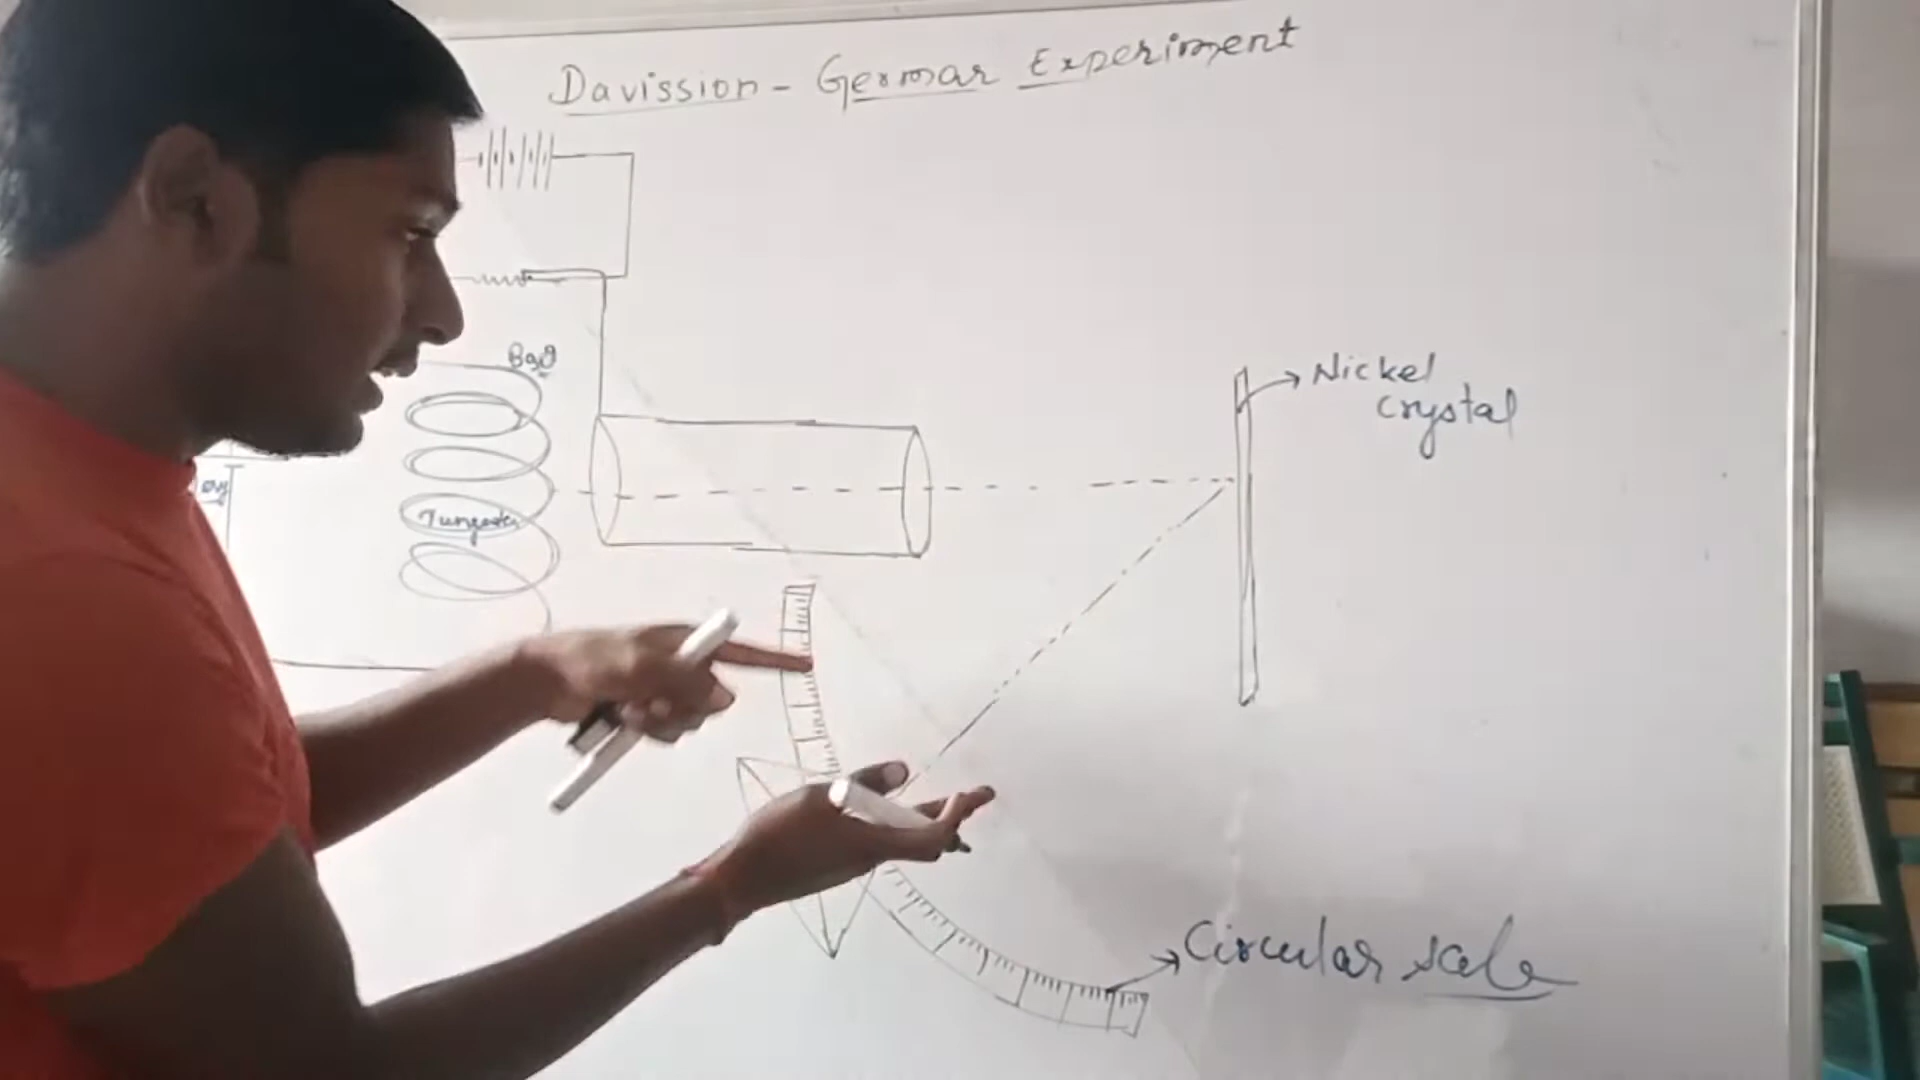 Davission - Germar Experiment
BaO
Nickel
crystal
Tungsten
Circular scale